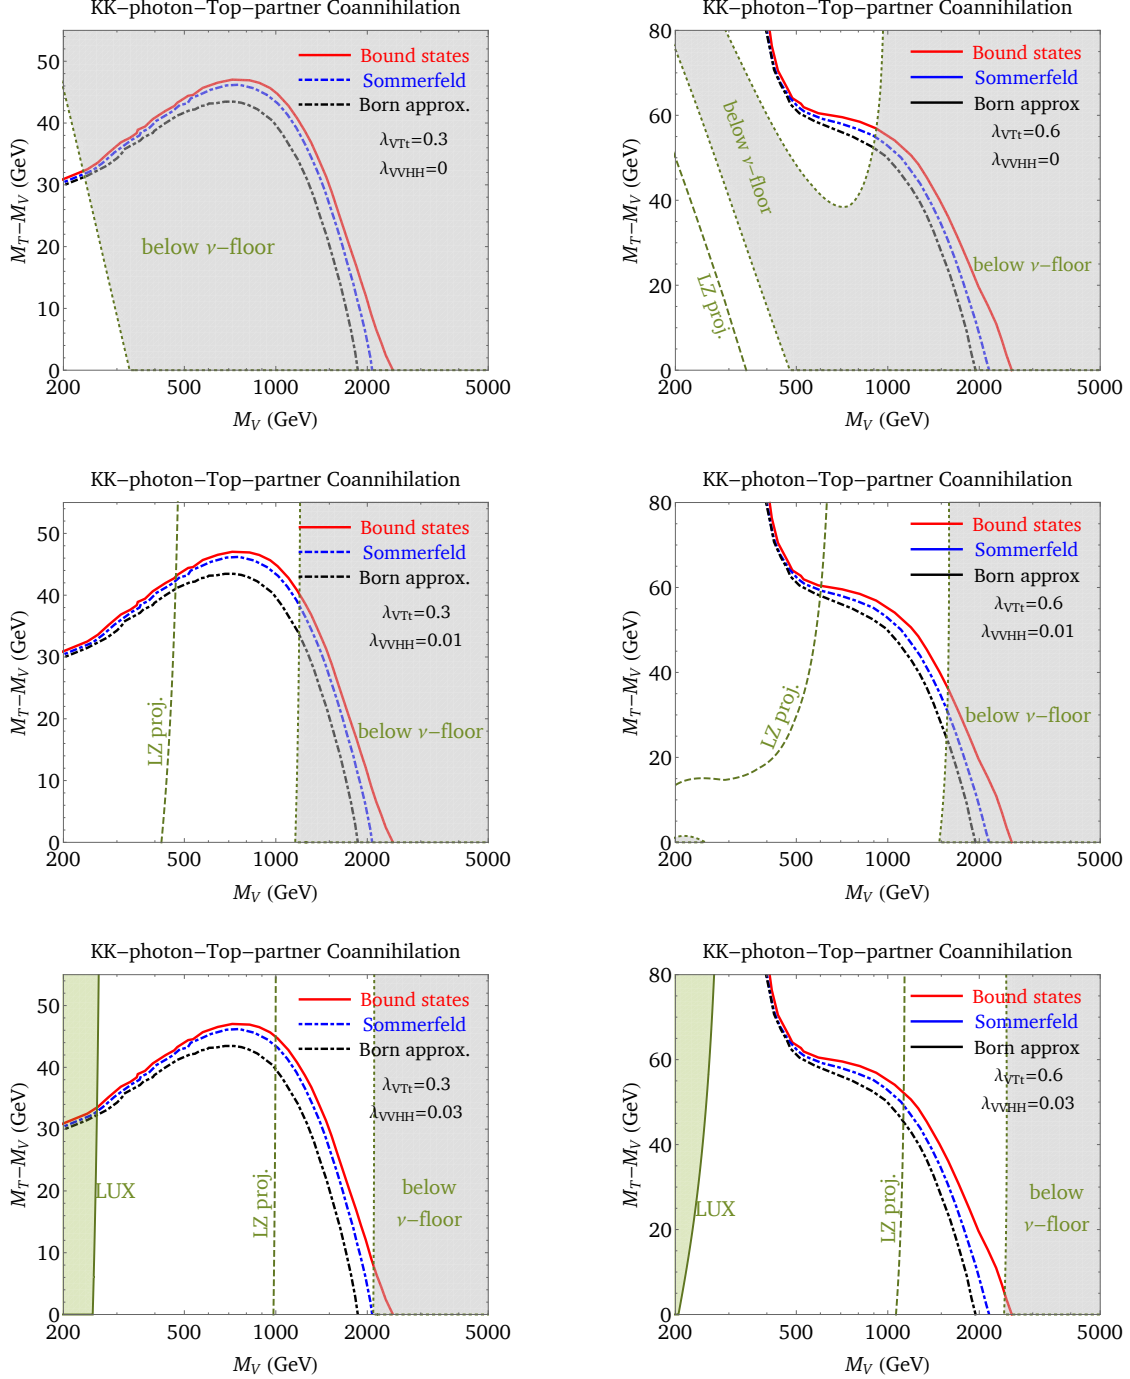 KK−photon−Top−partner Coannihilation
Bound states
Sommerfeld
Born approx.
λVTt=0.3
λVVHH=0
below ν−floor
MT−MV (GeV)
0
10
20
30
40
50
200
500
1000
2000
5000
MV (GeV)
KK−photon−Top−partner Coannihilation
Bound states
Sommerfeld
Born approx
λVTt=0.6
λVVHH=0
below ν−floor
below ν−floor
LZ proj.
MT−MV (GeV)
0
20
40
60
80
200
500
1000
2000
5000
MV (GeV)
KK−photon−Top−partner Coannihilation
Bound states
Sommerfeld
Born approx.
λVTt=0.3
λVVHH=0.01
LZ proj.
below ν−floor
MT−MV (GeV)
0
10
20
30
40
50
200
500
1000
2000
5000
MV (GeV)
KK−photon−Top−partner Coannihilation
Bound states
Sommerfeld
Born approx
λVTt=0.6
λVVHH=0.01
LZ proj.
below ν−floor
MT−MV (GeV)
0
20
40
60
80
200
500
1000
2000
5000
MV (GeV)
KK−photon−Top−partner Coannihilation
Bound states
Sommerfeld
Born approx.
λVTt=0.3
λVVHH=0.03
LUX
LZ proj.
below
ν−floor
MT−MV (GeV)
0
10
20
30
40
50
200
500
1000
2000
5000
MV (GeV)
KK−photon−Top−partner Coannihilation
Bound states
Sommerfeld
Born approx
λVTt=0.6
λVVHH=0.03
LUX
LZ proj.
below
ν−floor
MT−MV (GeV)
0
20
40
60
80
200
500
1000
2000
5000
MV (GeV)